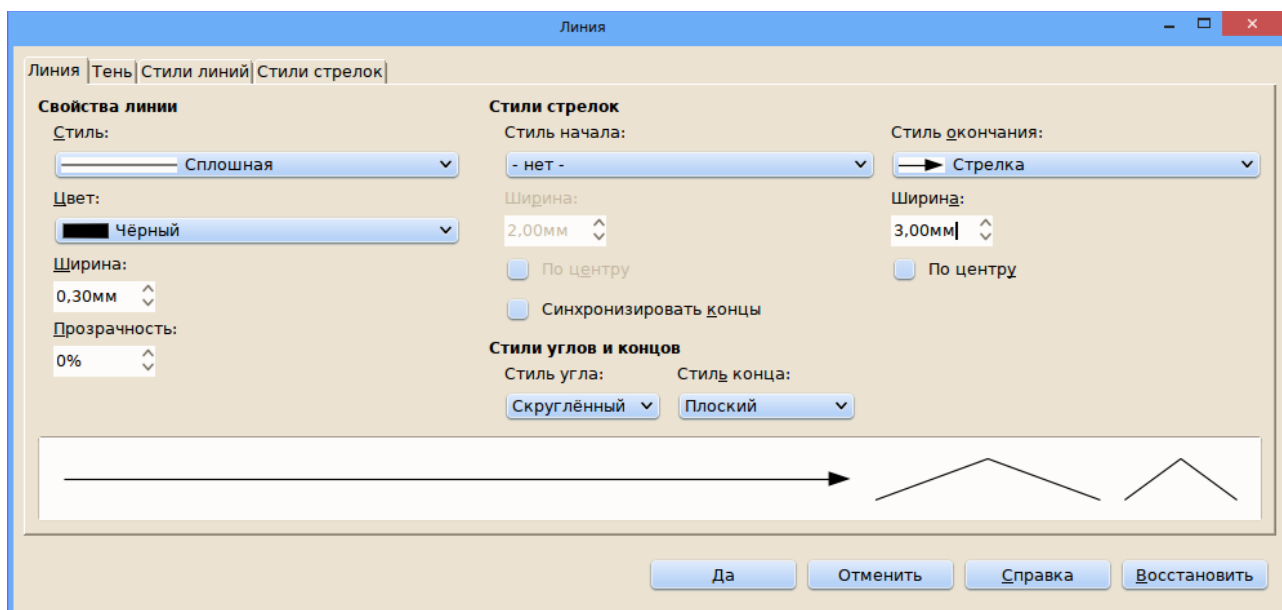 Линия
Линия Тень Стили линий Стили стрелок
Свойства линии
Стиль:
Сплошная
Цвет:
Чёрный
Ширина:
0,30мм
Прозрачность:
0%
Стили стрелок
Стиль начала:
- нет -
Ширина:
2,00мм
По центру
Синхронизировать концы
Стиль окончания:
Стрелка
Ширина:
3,00мм
По центру
Стили углов и концов
Стиль угла:
Скруглённый
Стиль конца:
Плоский
Да
Отменить
Справка
Восстановить